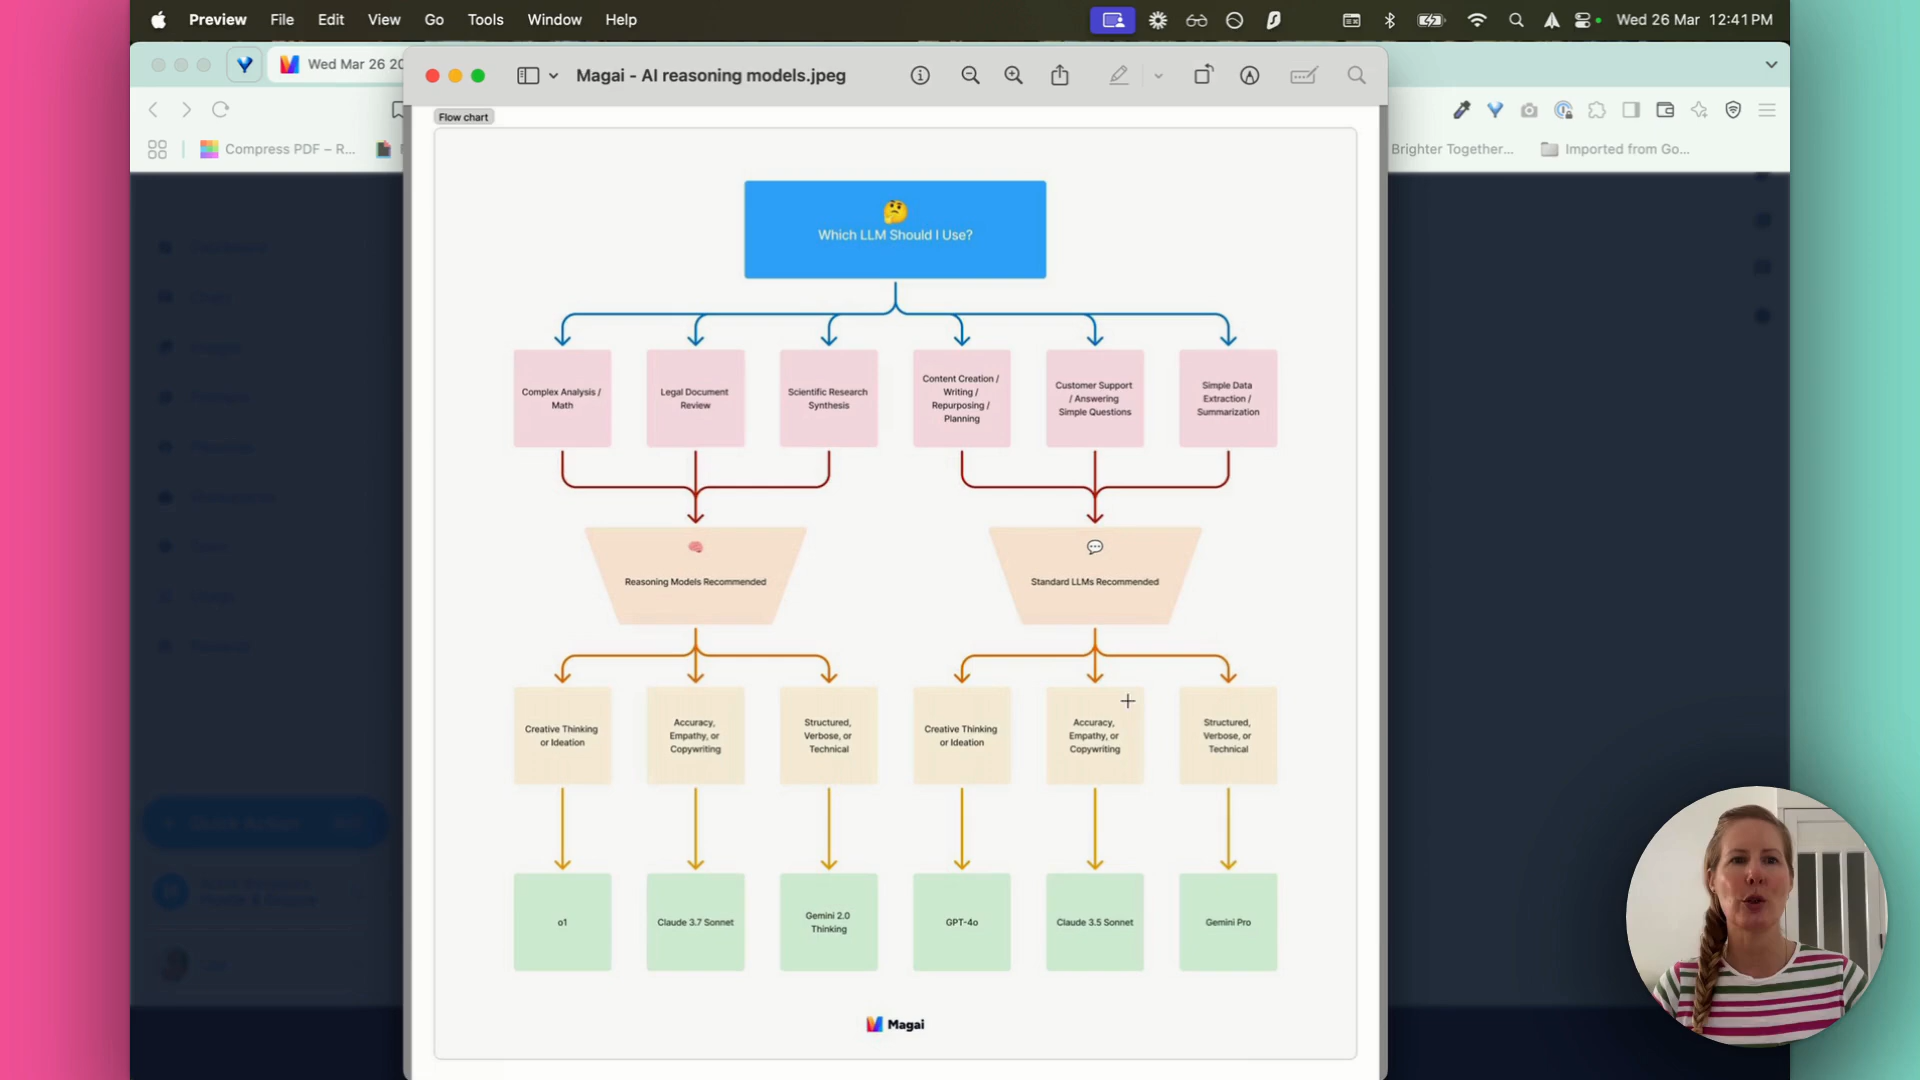 Preview File Edit View Go Tools Window Help
Wed 26 Mar 12:41 PM
Wed Mar 26 20
Magai - AI reasoning models.jpeg
Compress PDF – R...
Brighter Together...
Imported from Go...
Flow chart
Which LLM Should I Use?
Complex Analysis /
Math
Legal Document
Review
Scientific Research
Synthesis
Content Creation /
Writing /
Repurposing /
Planning
Customer Support
/ Answering
Simple Questions
Simple Data
Extraction /
Summarization
Reasoning Models Recommended
Standard LLMs Recommended
Creative Thinking
or Ideation
Accuracy,
Empathy, or
Copywriting
Structured,
Verbose, or
Technical
Creative Thinking
or Ideation
Accuracy,
Empathy, or
Copywriting
Structured,
Verbose, or
Technical
o1
Claude 3.7 Sonnet
Gemini 2.0
Thinking
GPT-4o
Claude 3.5 Sonnet
Gemini Pro
Magai